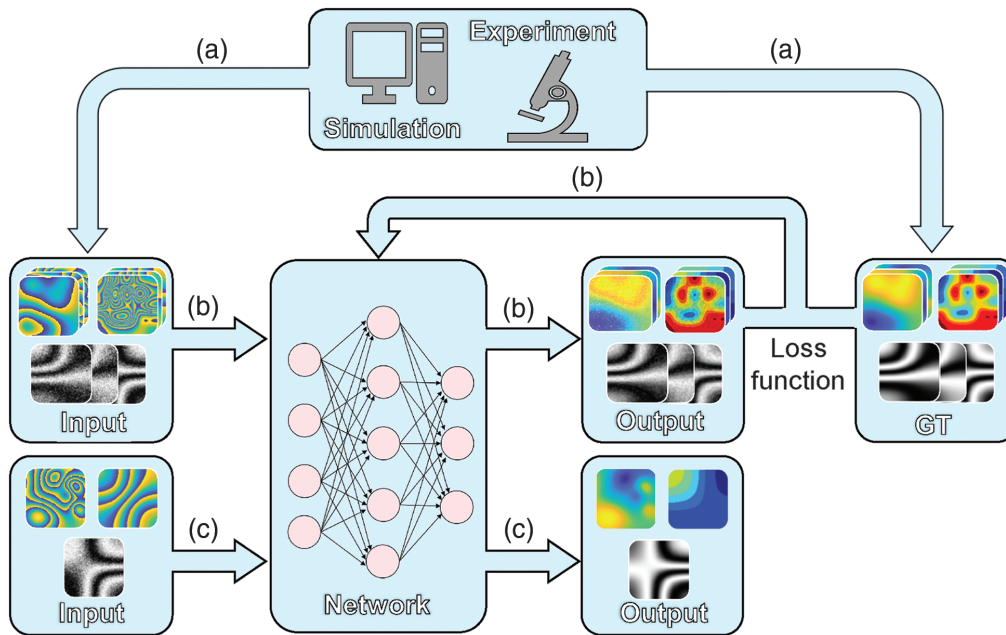 (a)
Experiment
(a)
Simulation
(b)
(b)
(b)
Loss
function
Input
Output
GT
(c)
(c)
Input
Network
Output